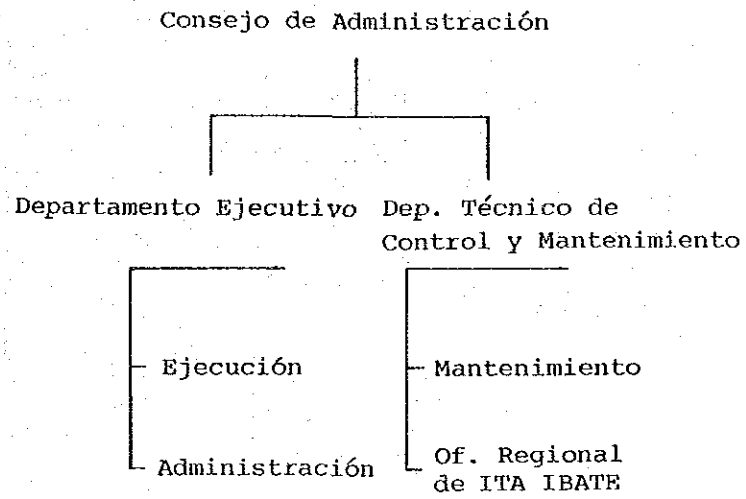 Consejo de Administración
Departamento Ejecutivo
Dep. Técnico de
Control y Mantenimiento
Ejecución
Administración
Mantenimiento
Of. Regional
de ITA IBATE